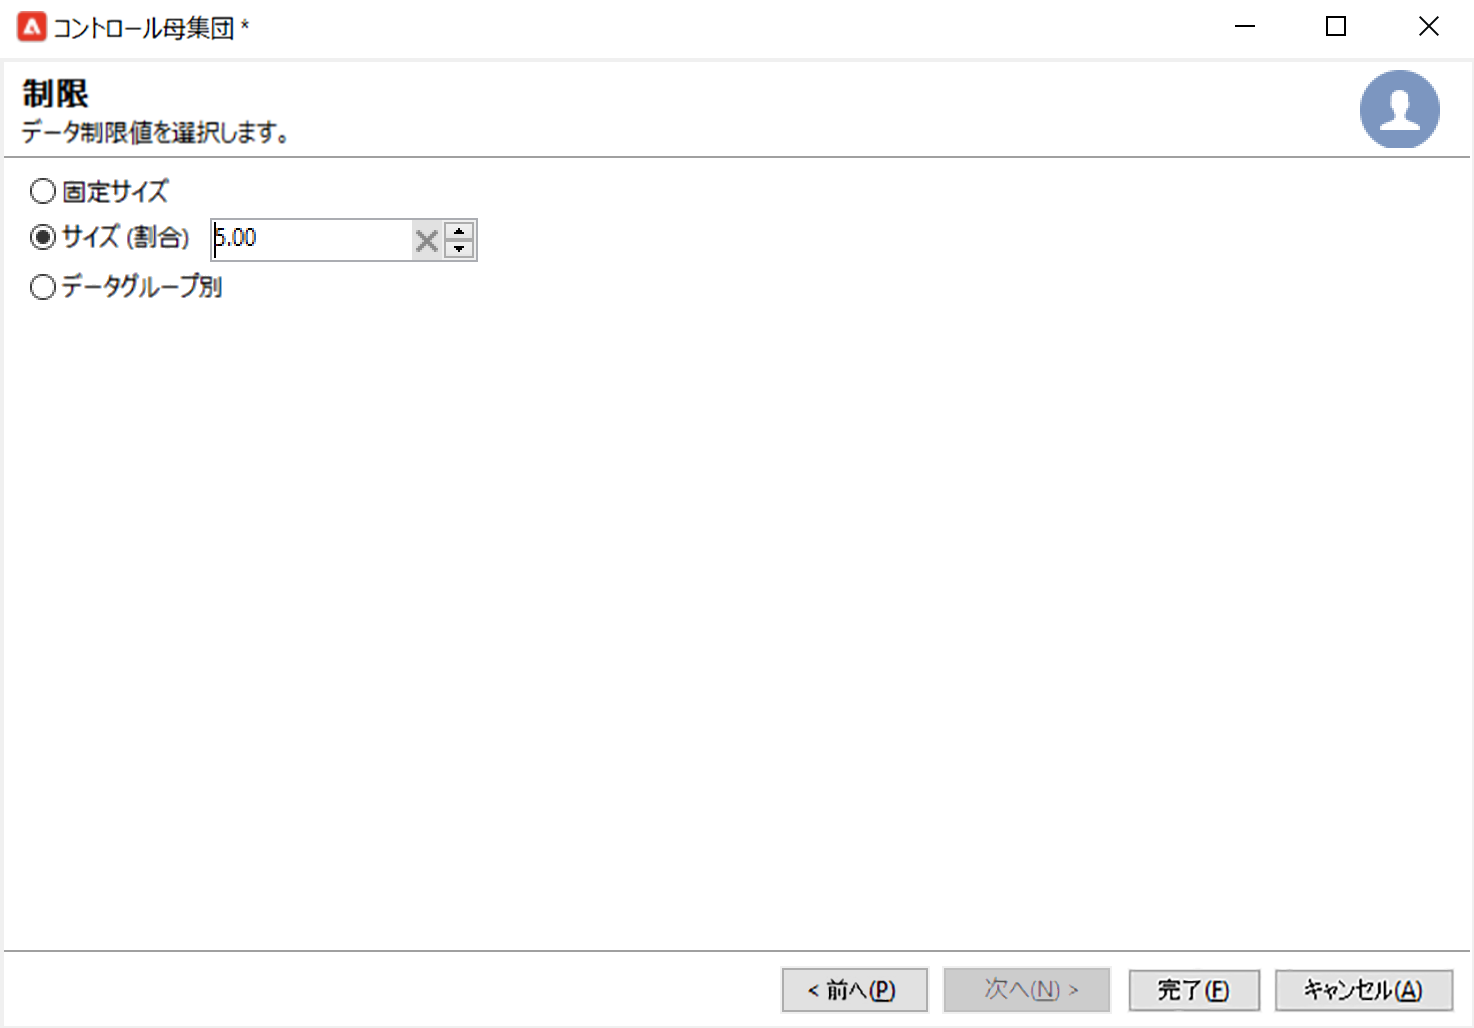 コントロール母集団 *
制限
データ制限値を選択します。
固定サイズ
サイズ (割合) 5.00
データグループ別
< 前へ(P) 次へ(N) > 完了(F) キャンセル(A)